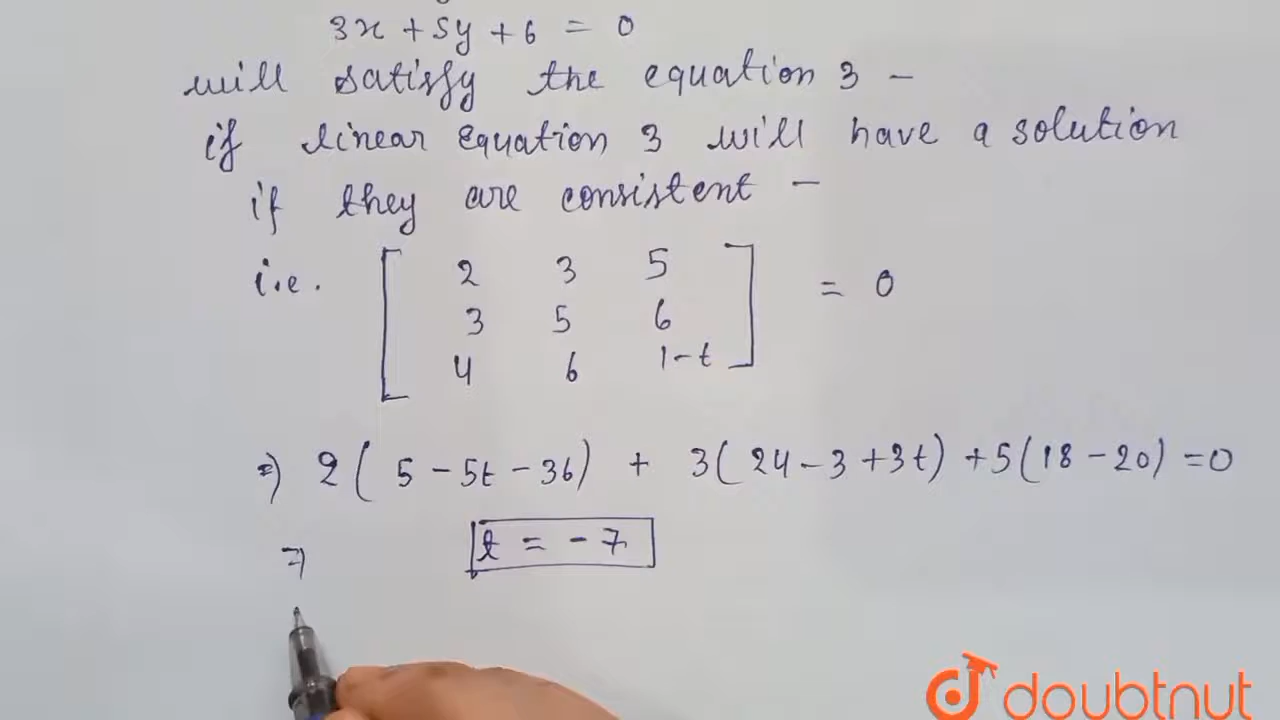 3x + 5y + 6 = 0
will satisfy the equation 3 -
if linear equation 3 will have a solution
if they are consistent -
i.e. [ 2 3 5
3 5 6
4 6 1-t ] = 0
⇒ 2( 5 - 5t - 36) + 3( 24 - 3 + 3t) + 5(18 - 20) = 0
⇒ t = - 7
doubtnut